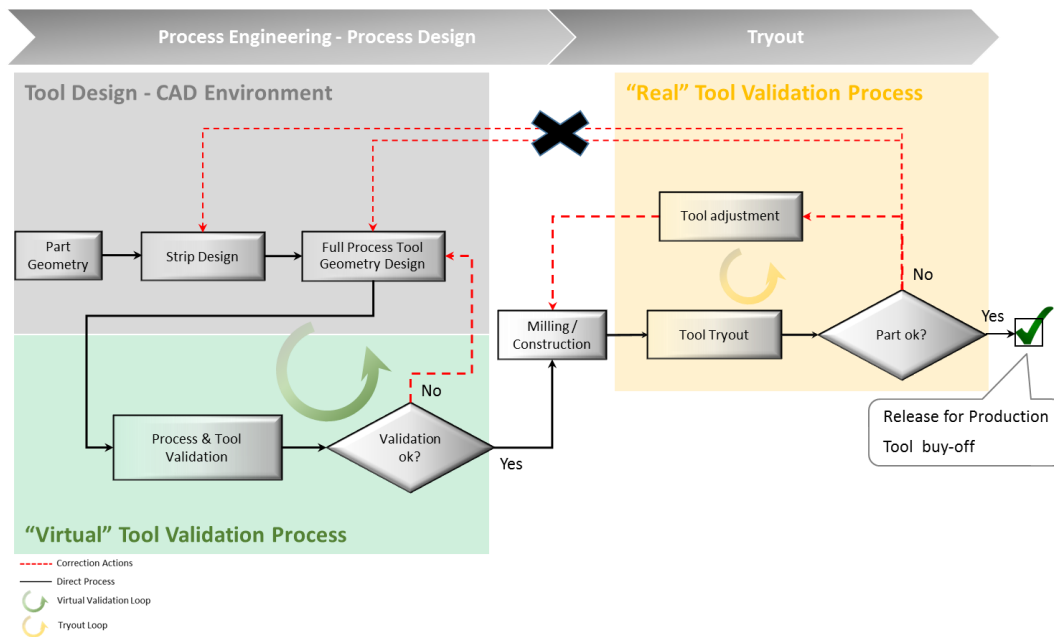 Process Engineering - Process Design
Tryout
Tool Design - CAD Environment
“Real” Tool Validation Process
Part
Geometry
Strip Design
Full Process Tool
Geometry Design
Tool adjustment
No
Milling /
Construction
Tool Tryout
Part ok?
Yes
No
Process & Tool
Validation
Validation
ok?
Yes
Release for Production
Tool buy-off
“Virtual” Tool Validation Process
Correction Actions
Direct Process
Virtual Validation Loop
Tryout Loop